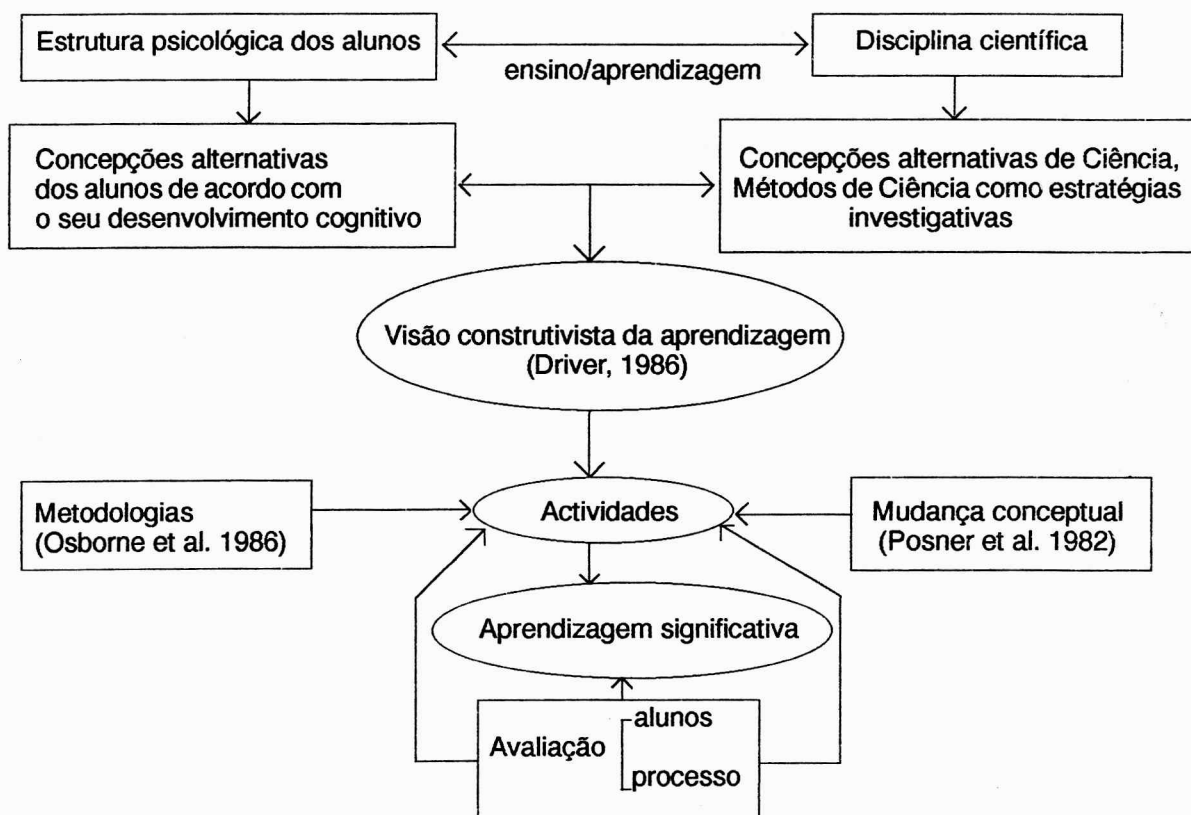 Estrutura psicológica dos alunos
Disciplina científica
ensino/aprendizagem
Concepções alternativas
dos alunos de acordo com
o seu desenvolvimento cognitivo
Concepções alternativas de Ciência,
Métodos de Ciência como estratégias
investigativas
Visão construtivista da aprendizagem
(Driver, 1986)
Metodologias
(Osborne et al. 1986)
Actividades
Mudança conceptual
(Posner et al. 1982)
Aprendizagem significativa
Avaliação
alunos
processo